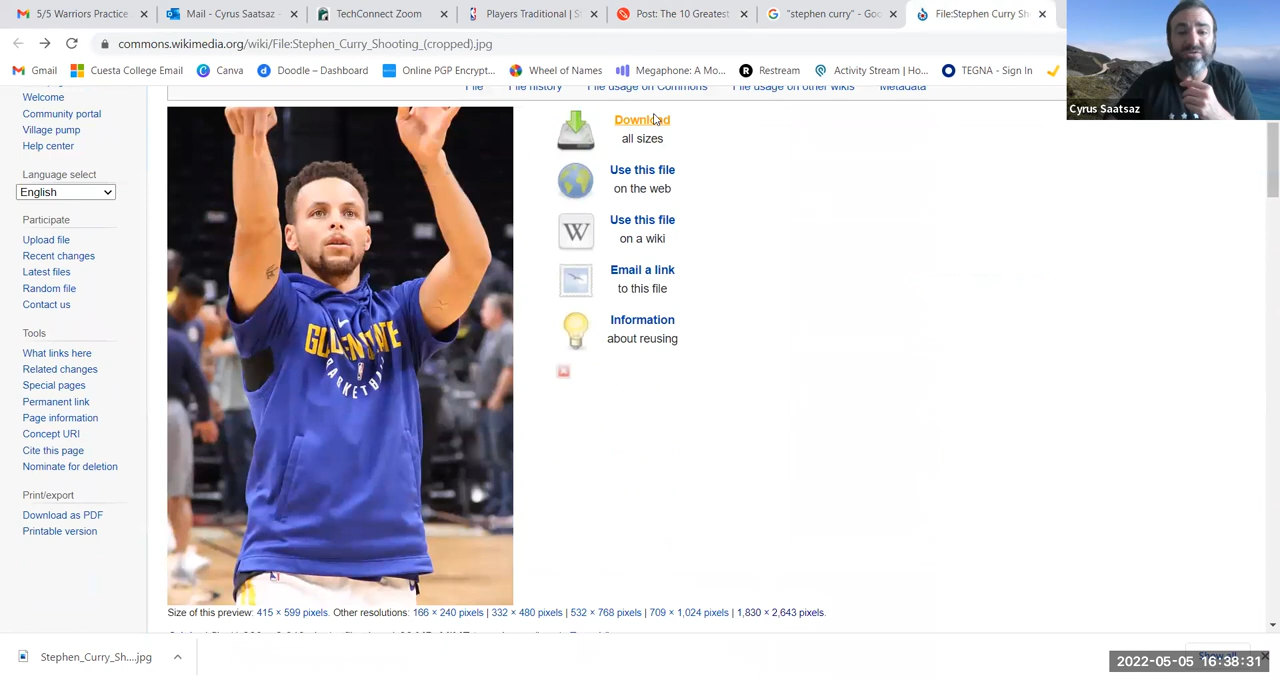 5/5 Warriors Practice
Mail - Cyrus Saatsaz -
TechConnect Zoom
Players Traditional | S
Post: The 10 Greatest
"stephen curry" - Goo
File:Stephen Curry Sh
commons.wikimedia.org/wiki/File:Stephen_Curry_Shooting_(cropped).jpg
Gmail
Cuesta College Email
Canva
Doodle – Dashboard
Online PGP Encrypt...
Wheel of Names
Megaphone: A Mo...
Restream
Activity Stream | Ho...
TEGNA - Sign In
Cyrus Saatsaz
File
File history
File usage on Commons
File usage on other wikis
Metadata
Welcome
Community portal
Village pump
Help center
Language select
English
Participate
Upload file
Recent changes
Latest files
Random file
Contact us
Tools
What links here
Related changes
Special pages
Permanent link
Page information
Concept URI
Cite this page
Nominate for deletion
Print/export
Download as PDF
Printable version
GOLDEN STATE
BASKETBALL
Download
all sizes
Use this file
on the web
W
Use this file
on a wiki
Email a link
to this file
Information
about reusing
Size of this preview: 415 × 599 pixels. Other resolutions: 166 × 240 pixels | 332 × 480 pixels | 532 × 768 pixels | 709 × 1,024 pixels | 1,830 × 2,643 pixels.
Stephen_Curry_Sh....jpg
Show all
2022-05-05 16:38:31